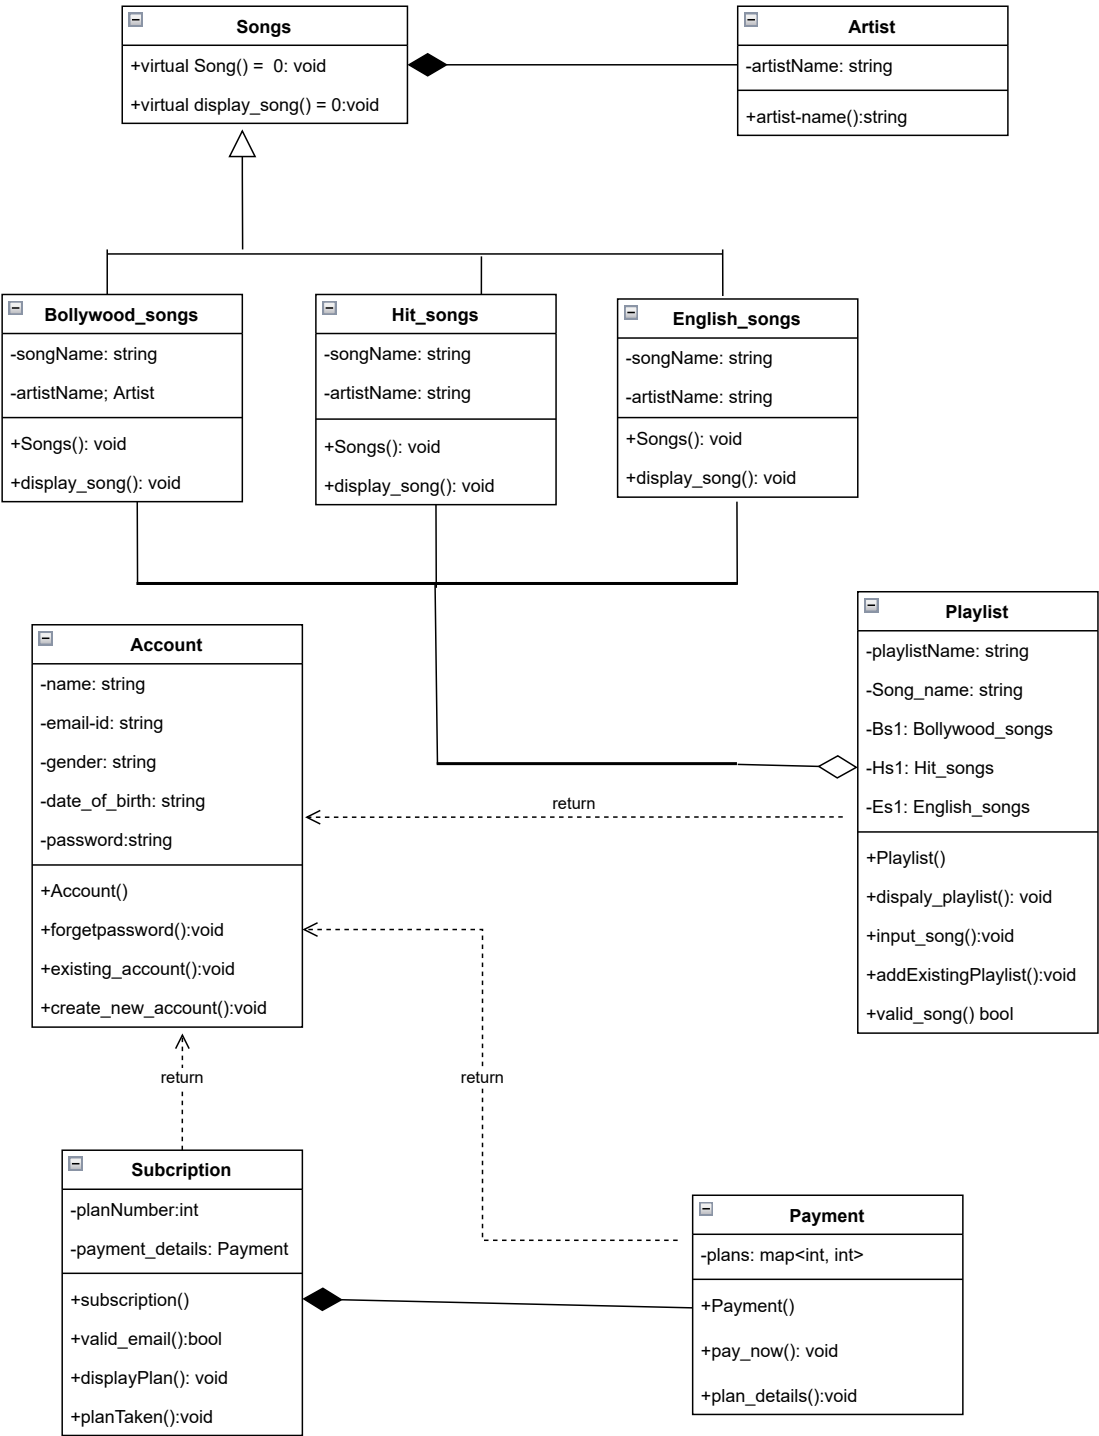 Songs
+virtual Song() =  0: void
+virtual display_song() = 0:void
Artist
-artistName: string
+artist-name():string
Bollywood_songs
-songName: string
-artistName; Artist
+Songs(): void
+display_song(): void
Hit_songs
-songName: string
-artistName: string
+Songs(): void
+display_song(): void
English_songs
-songName: string
-artistName: string
+Songs(): void
+display_song(): void
Account
-name: string
-email-id: string
-gender: string
-date_of_birth: string
-password:string
+Account()
+forgetpassword():void
+existing_account():void
+create_new_account():void
Playlist
-playlistName: string
-Song_name: string
-Bs1: Bollywood_songs
-Hs1: Hit_songs
-Es1: English_songs
+Playlist()
+dispaly_playlist(): void
+input_song():void
+addExistingPlaylist():void
+valid_song() bool
return
return
return
Subcription
-planNumber:int
-payment_details: Payment
+subscription()
+valid_email():bool
+displayPlan(): void
+planTaken():void
Payment
-plans: map<int, int>
+Payment()
+pay_now(): void
+plan_details():void